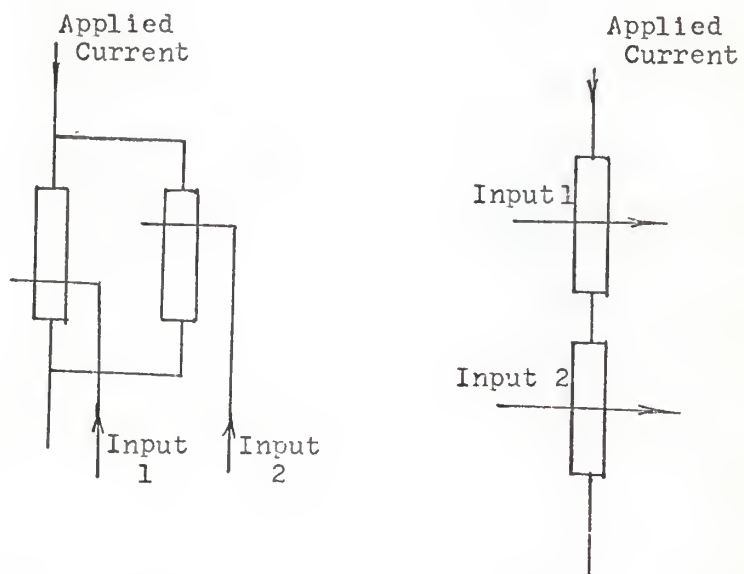 Applied
Current
Input
1
Input
2
Applied
Current
Input 1
Input 2